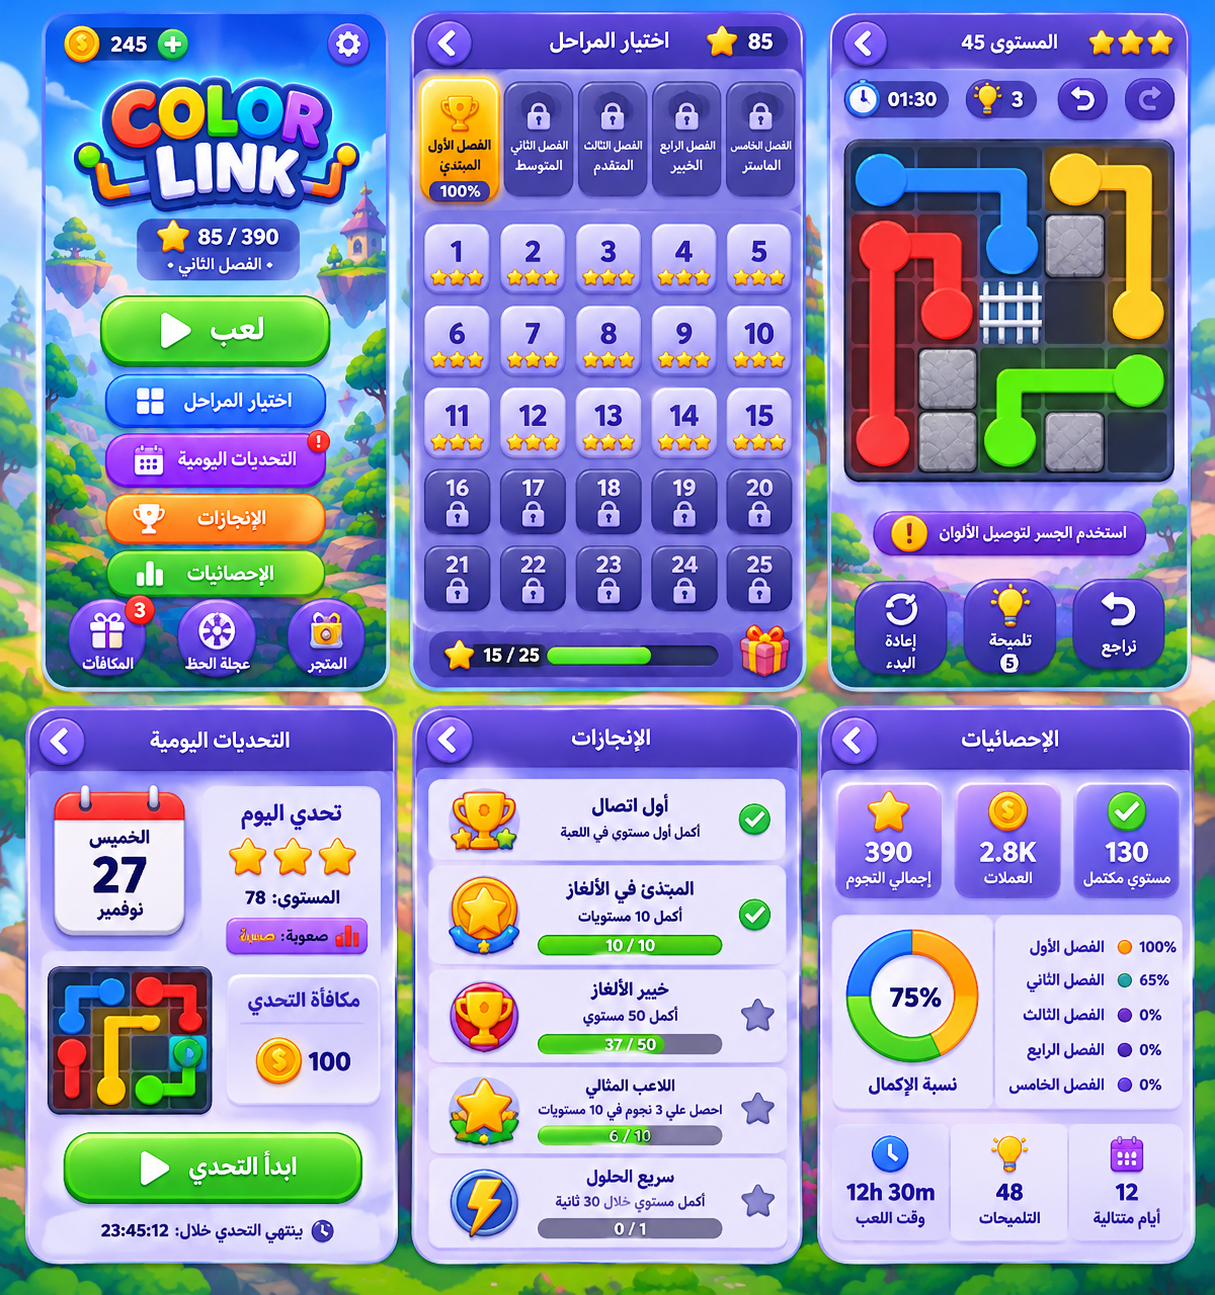 245
COLOR
LINK
85 / 390
• الفصل الثاني •
لعب
اختيار المراحل
التحديات اليومية
!
الإنجازات
الإحصائيات
3
المكافآت
عجلة الحظ
المتجر
اختيار المراحل
85
الفصل الأول
المبتدئ
100%
الفصل الثاني
المتوسط
الفصل الثالث
المتقدم
الفصل الرابع
الخبير
الفصل الخامس
الماستر
1 2 3 4 5
6 7 8 9 10
11 12 13 14 15
16 17 18 19 20
21 22 23 24 25
15 / 25
المستوى 45
01:30
3
استخدم الجسر لتوصيل الألوان
!
إعادة
البدء
تلميحة
5
تراجع
التحديات اليومية
الخميس
27
نوفمبر
تحدي اليوم
المستوى: 78
صعوبة:
مكافأة التحدي
100
ابدأ التحدي
ينتهي التحدي خلال: 23:45:12
الإنجازات
أول اتصال
أكمل أول مستوي في اللعبة
المبتدئ في الألغاز
أكمل 10 مستويات
10 / 10
خبير الألغاز
أكمل 50 مستوي
37 / 50
اللاعب المثالي
احصل علي 3 نجوم في 10 مستويات
6 / 10
سريع الحلول
أكمل مستوي خلال 30 ثانية
0 / 1
الإحصائيات
390
إجمالي النجوم
2.8K
العملات
130
مستوي مكتمل
75%
نسبة الإكمال
الفصل الأول 100%
الفصل الثاني 65%
الفصل الثالث 0%
الفصل الرابع 0%
الفصل الخامس 0%
12h 30m
وقت اللعب
48
التلميحات
12
أيام متتالية